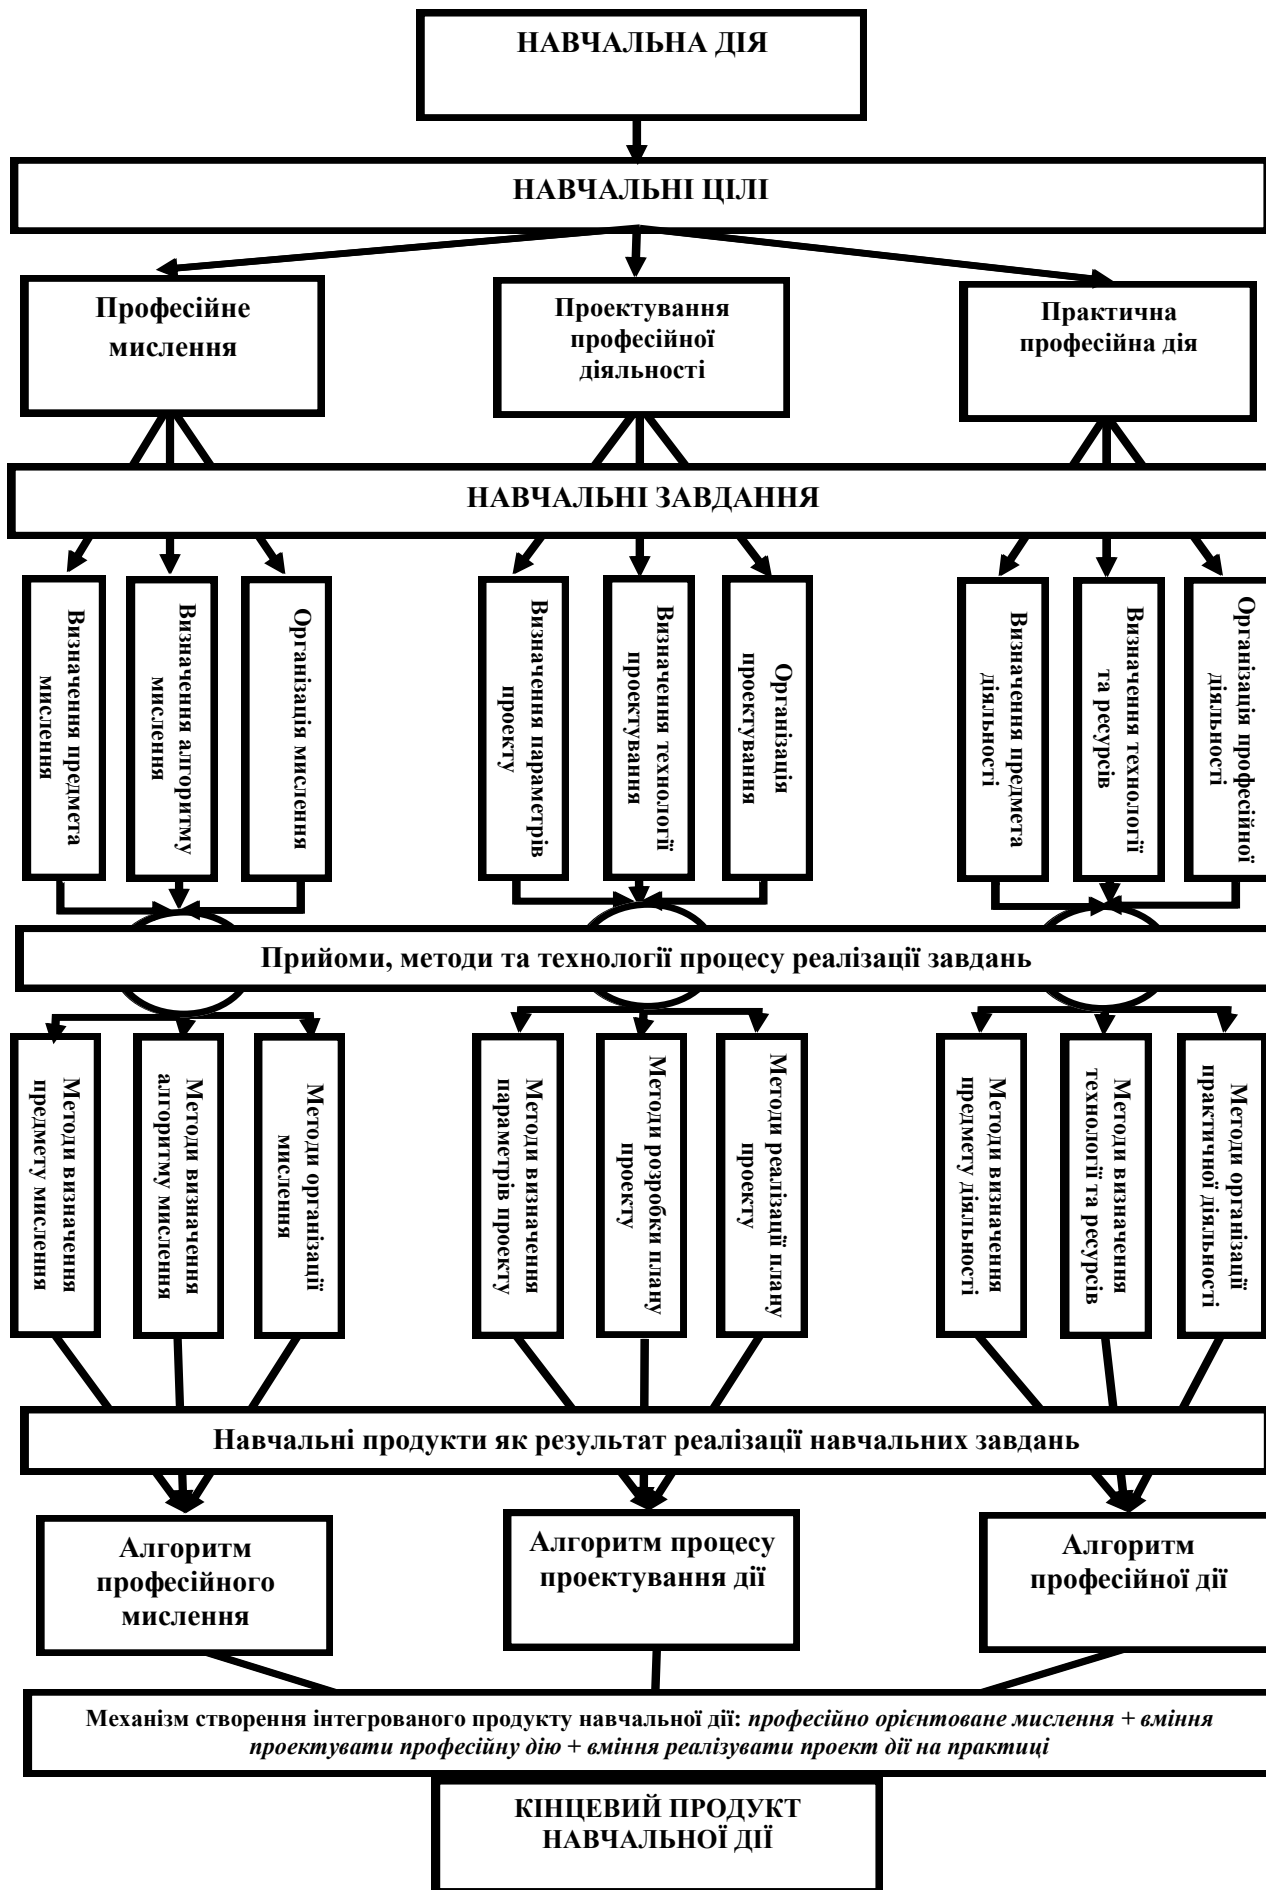 НАВЧАЛЬНА ДІЯ
НАВЧАЛЬНІ ЦІЛІ
Професійне
мислення
Проектування
професійної
діяльності
Практична
професійна дія
НАВЧАЛЬНІ ЗАВДАННЯ
Визначення предмета
мислення
Визначення алгоритму
мислення
Організація мислення
Визначення параметрів
проекту
Визначення технології
проектування
Організація
проектування
Визначення предмета
діяльності
Визначення технології
та ресурсів
Організація професійної
діяльності
Прийоми, методи та технології процесу реалізації завдань
Методи визначення
предмету мислення
Методи визначення
алгоритму мислення
Методи організації
мислення
Методи визначення
параметрів проекту
Методи розробки плану
проекту
Методи реалізації плану
проекту
Методи визначення
предмету діяльності
Методи визначення
технології та ресурсів
Методи організації
практичної діяльності
Навчальні продукти як результат реалізації навчальних завдань
Алгоритм
професійного
мислення
Алгоритм процесу
проектування дії
Алгоритм
професійної дії
Механізм створення інтегрованого продукту навчальної дії: професійно орієнтоване мислення + вміння
проектувати професійну дію + вміння реалізувати проект дії на практиці
КІНЦЕВИЙ ПРОДУКТ
НАВЧАЛЬНОЇ ДІЇ